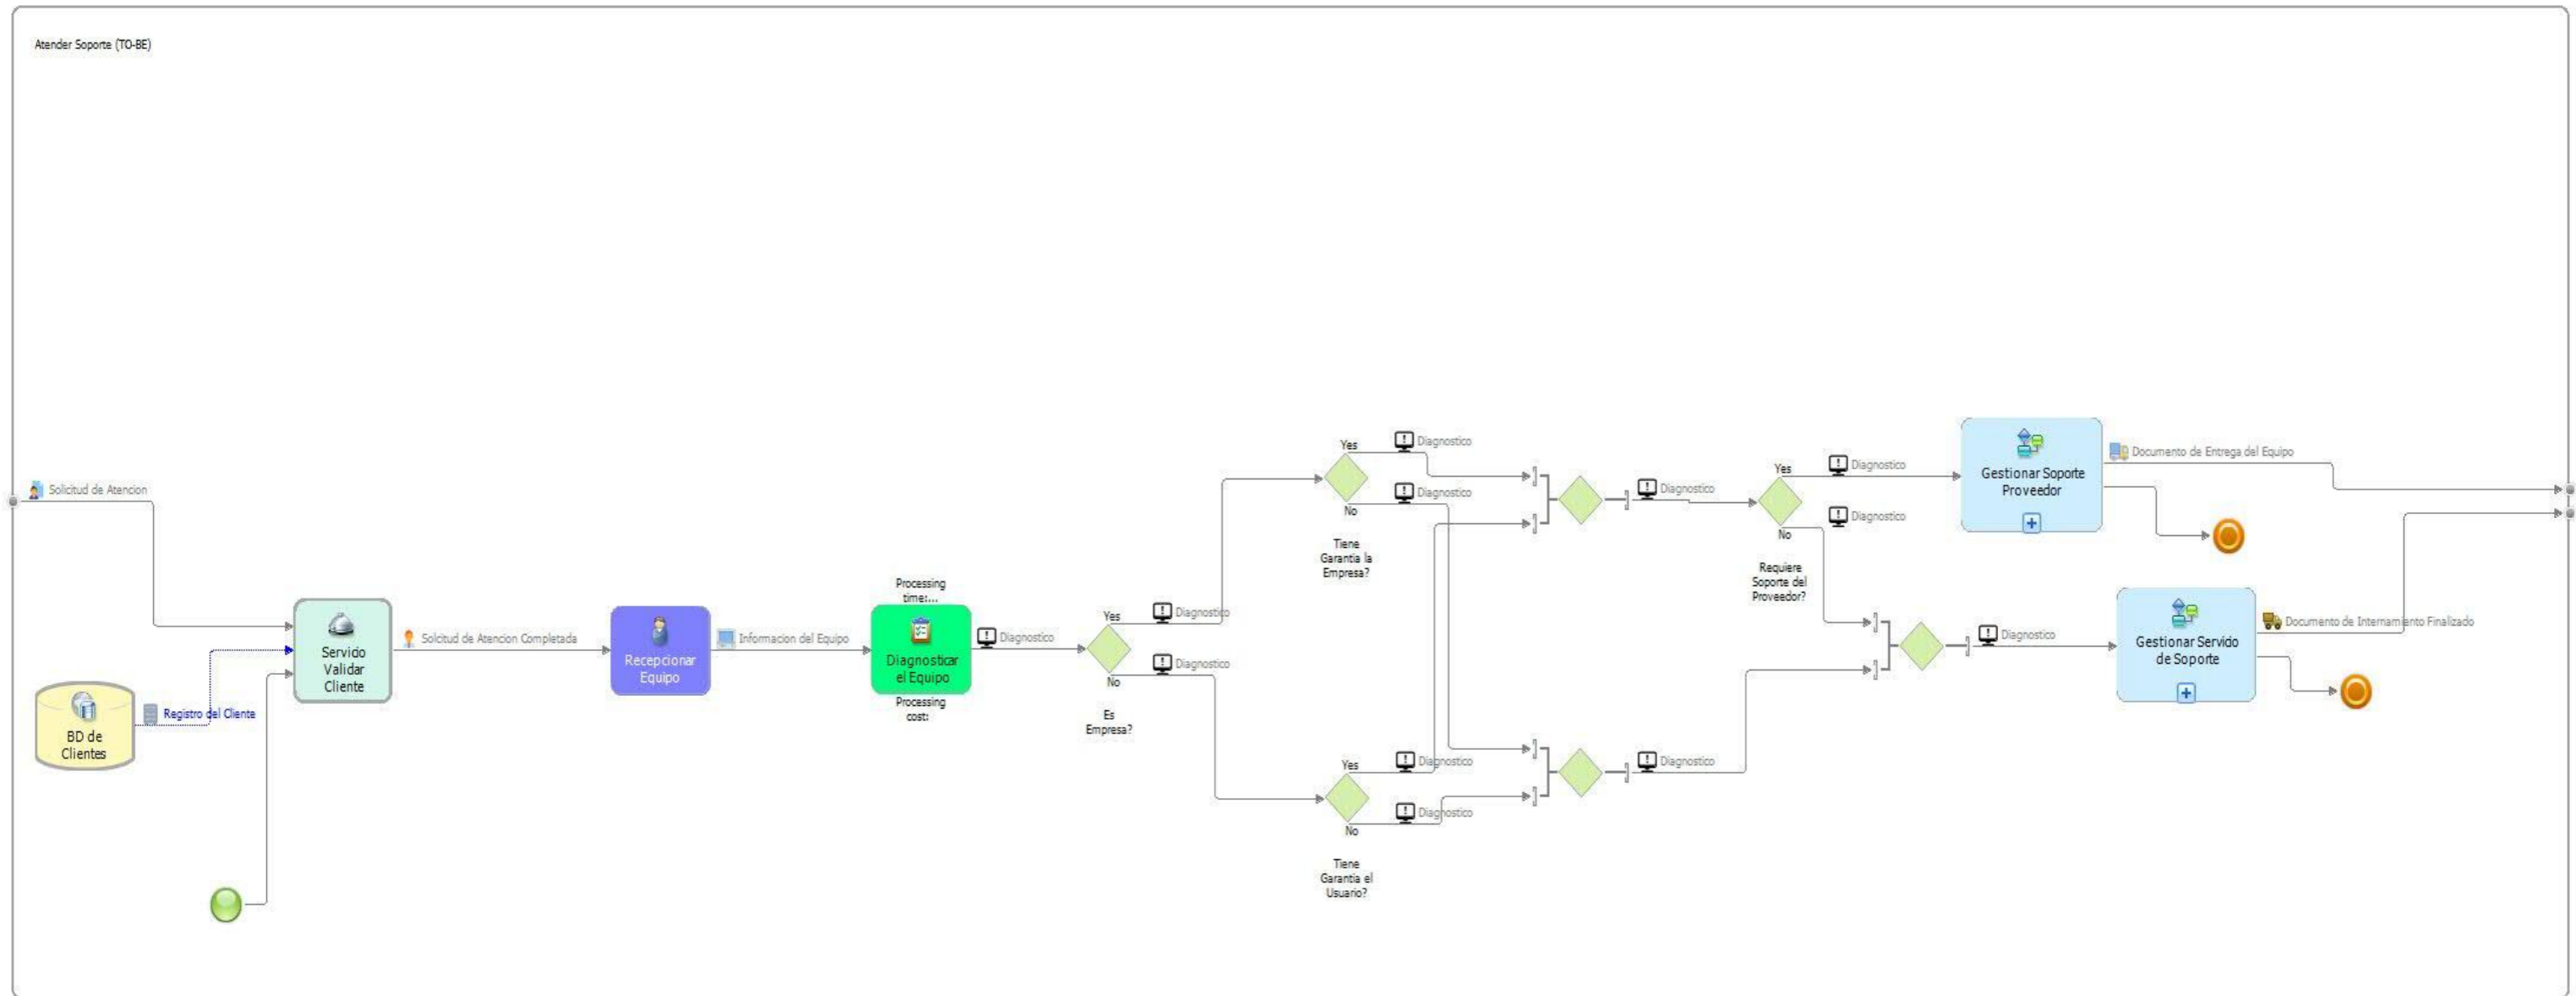 Atender Soporte (TO-BE)
Solicitud de Atencion
BD de
Clientes
Registro del Cliente
Servicio
Validar
Cliente
Solcitud de Atencion Completada
Recepcionar
Equipo
Informacion del Equipo
Processing
time:...
Diagnosticar
el Equipo
Processing
cost:
Diagnostico
Yes
Diagnostico
No
Diagnostico
Es
Empresa?
Yes
Diagnostico
No
Diagnostico
Tiene
Garantia la
Empresa?
Yes
Diagnostico
No
Diagnostico
Tiene
Garantia el
Usuario?
Diagnostico
Diagnostico
Yes
Diagnostico
No
Diagnostico
Requiere
Soporte del
Proveedor?
Gestionar Soporte
Proveedor
Documento de Entrega del Equipo
Diagnostico
Gestionar Servicio
de Soporte
Documento de Internamiento Finalizado